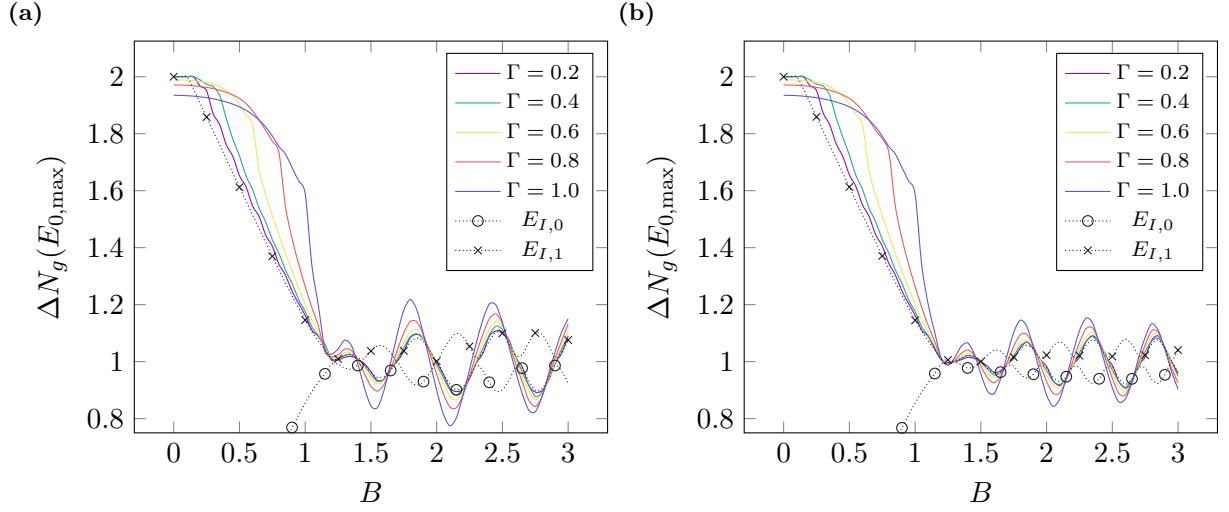 (a)
ΔN_g(E_{0,max})
2
1.8
1.6
1.4
1.2
1
0.8
0 0.5 1 1.5 2 2.5 3
B
Γ = 0.2
Γ = 0.4
Γ = 0.6
Γ = 0.8
Γ = 1.0
E_{I,0}
E_{I,1}
(b)
ΔN_g(E_{0,max})
2
1.8
1.6
1.4
1.2
1
0.8
0 0.5 1 1.5 2 2.5 3
B
Γ = 0.2
Γ = 0.4
Γ = 0.6
Γ = 0.8
Γ = 1.0
E_{I,0}
E_{I,1}